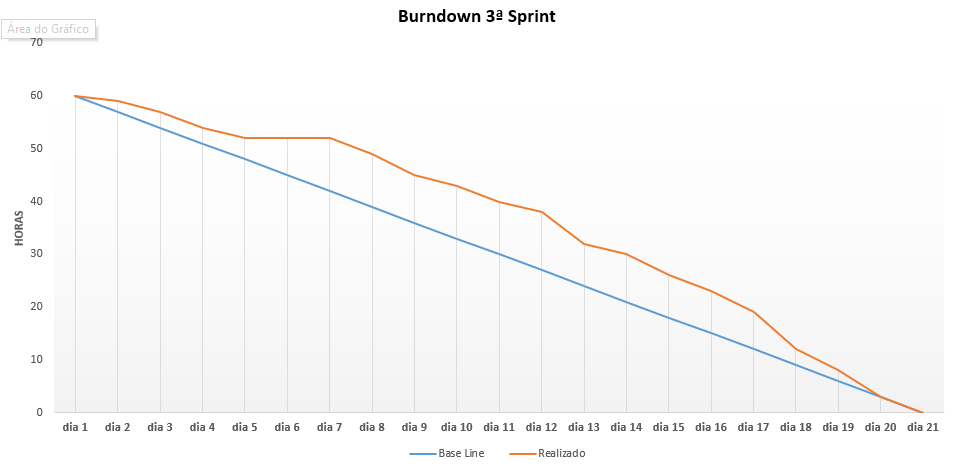 Burndown 3ª Sprint
Área do Gráfico
70
60
50
40
30
20
10
0
HORAS
dia 1 dia 2 dia 3 dia 4 dia 5 dia 6 dia 7 dia 8 dia 9 dia 10 dia 11 dia 12 dia 13 dia 14 dia 15 dia 16 dia 17 dia 18 dia 19 dia 20 dia 21
Base Line Realizado